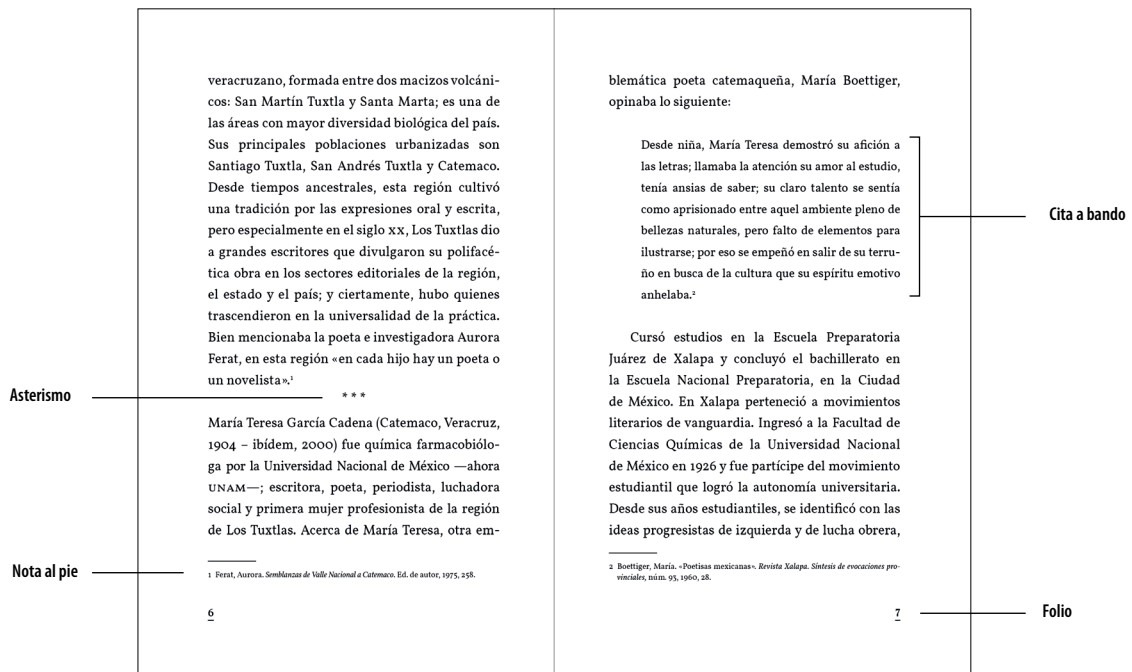 veracruzano, formada entre dos macizos volcáni-
cos: San Martín Tuxtla y Santa Marta; es una de
las áreas con mayor diversidad biológica del país.
Sus principales poblaciones urbanizadas son
Santiago Tuxtla, San Andrés Tuxtla y Catemaco.
Desde tiempos ancestrales, esta región cultivó
una tradición por las expresiones oral y escrita,
pero especialmente en el siglo xx, Los Tuxtlas dio
a grandes escritores que divulgaron su polifacé-
tica obra en los sectores editoriales de la región,
el estado y el país; y ciertamente, hubo quienes
trascendieron en la universalidad de la práctica.
Bien mencionaba la poeta e investigadora Aurora
Ferat, en esta región «en cada hijo hay un poeta o
un novelista».¹
Asterismo
* * *
María Teresa García Cadena (Catemaco, Veracruz,
1904 – ibídem, 2000) fue química farmacobiólo-
ga por la Universidad Nacional de México —ahora
UNAM—; escritora, poeta, periodista, luchadora
social y primera mujer profesionista de la región
de Los Tuxtlas. Acerca de María Teresa, otra em-
Nota al pie
1 Ferat, Aurora. Semblanzas de Valle Nacional a Catemaco. Ed. de autor, 1975, 258.
6
blemática poeta catemaqueña, María Boettiger,
opinaba lo siguiente:
Desde niña, María Teresa demostró su afición a
las letras; llamaba la atención su amor al estudio,
tenía ansias de saber; su claro talento se sentía
como aprisionado entre aquel ambiente pleno de
bellezas naturales, pero falto de elementos para
ilustrarse; por eso se empeñó en salir de su terru-
ño en busca de la cultura que su espíritu emotivo
anhelaba.²
Cita a bando
Cursó estudios en la Escuela Preparatoria
Juárez de Xalapa y concluyó el bachillerato en
la Escuela Nacional Preparatoria, en la Ciudad
de México. En Xalapa perteneció a movimientos
literarios de vanguardia. Ingresó a la Facultad de
Ciencias Químicas de la Universidad Nacional
de México en 1926 y fue partícipe del movimiento
estudiantil que logró la autonomía universitaria.
Desde sus años estudiantiles, se identificó con las
ideas progresistas de izquierda y de lucha obrera,
2 Boettiger, María. «Poetisas mexicanas». Revista Xalapa. Síntesis de evocaciones pro-
vinciales, núm. 93, 1960, 28.
7
Folio